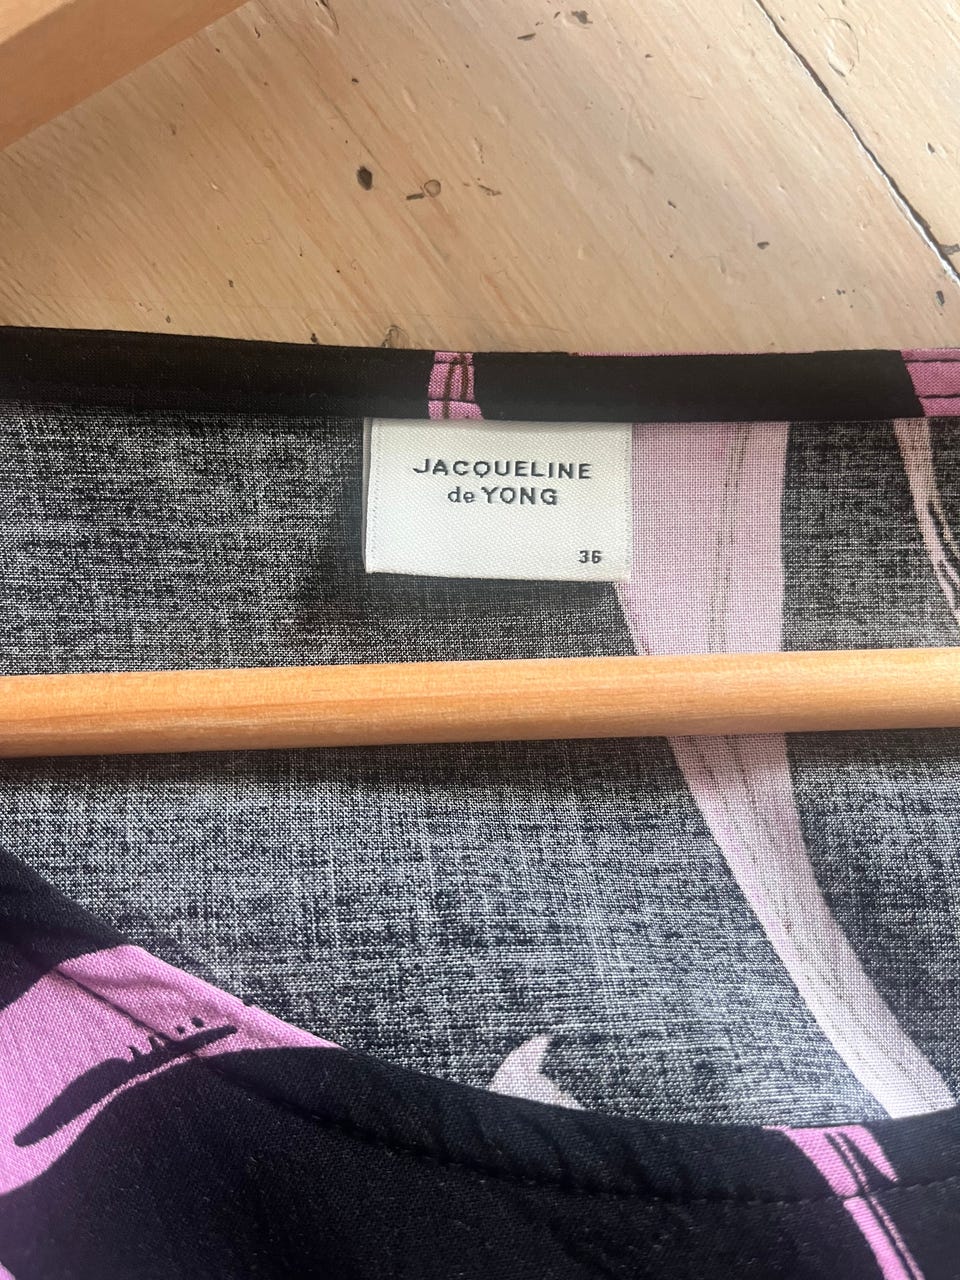 JACQUELINE
de YONG
36